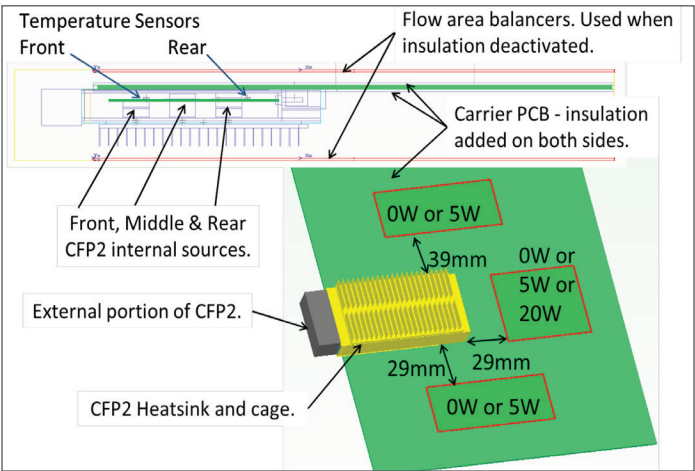 Temperature Sensors
Front
Rear
Flow area balancers. Used when
insulation deactivated.
Carrier PCB - insulation
added on both sides.
Front, Middle & Rear
CFP2 internal sources.
0W or 5W
39mm
0W or
5W or
20W
External portion of CFP2.
29mm
29mm
CFP2 Heatsink and cage.
0W or 5W